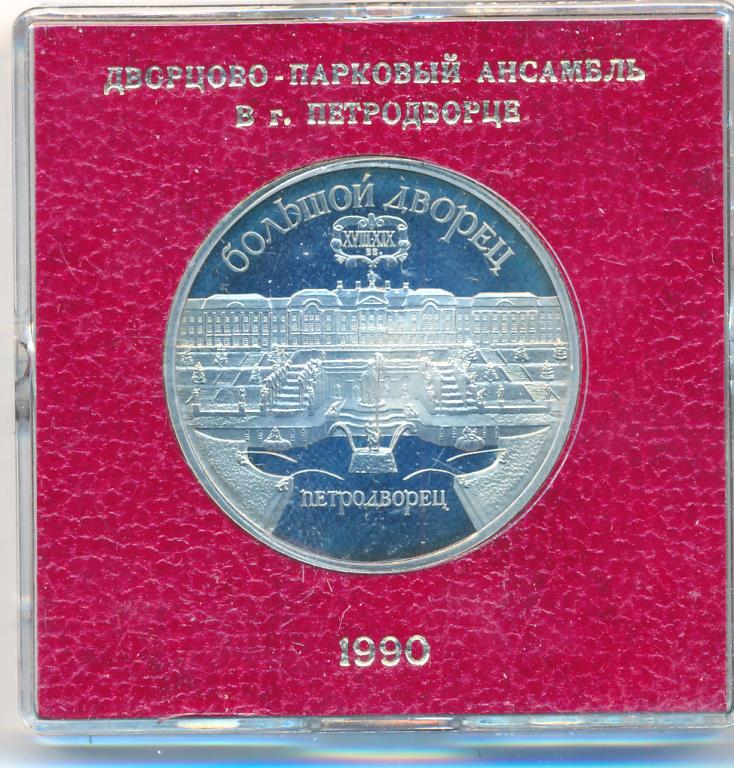 ДВОРЦОВО-ПАРКОВЫЙ АНСАМБЛЬ
В г. ПЕТРОДВОРЦЕ
БОЛЬШОЙ ДВОРЕЦ
XVIII-XIX
ВВ.
ПЕТРОДВОРЕЦ
1990